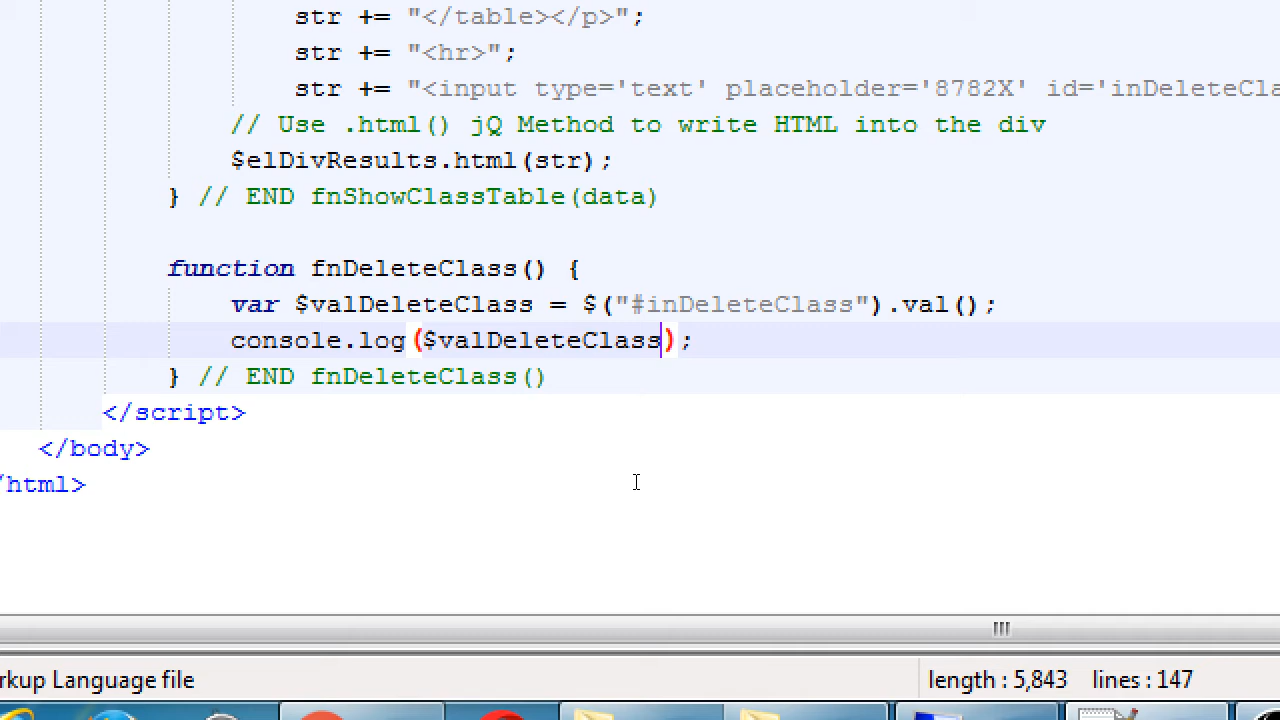 str += "</table></p>";
str += "<hr>";
str += "<input type='text' placeholder='8782X' id='inDeleteCla
// Use .html() jQ Method to write HTML into the div
$elDivResults.html(str);
} // END fnShowClassTable(data)
function fnDeleteClass() {
var $valDeleteClass = $("#inDeleteClass").val();
console.log($valDeleteClass);
} // END fnDeleteClass()
</script>
</body>
/html>
rkup Language file
length : 5,843 lines : 147